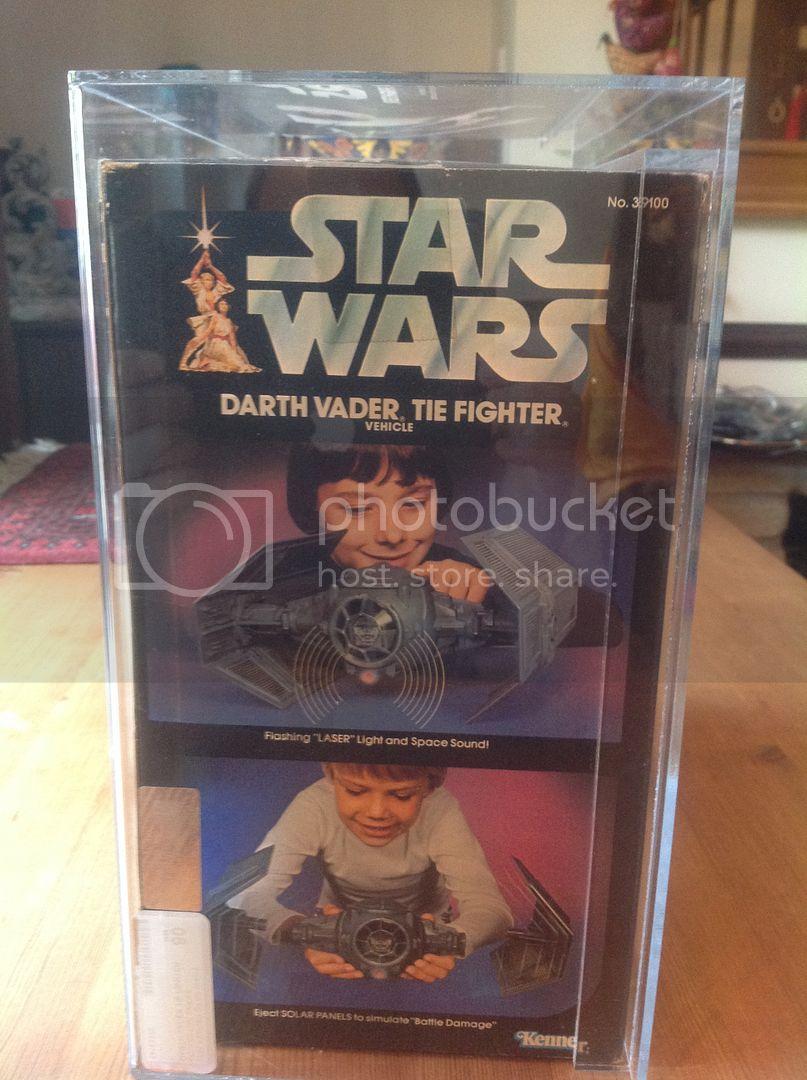 STAR
WARS
No. 39100
DARTH VADER® TIE FIGHTER®
VEHICLE
photobucket
host. store. share.
Flashing "LASER" Light and Space Sound!
Eject SOLAR PANELS to simulate "Battle Damage"
Kenner